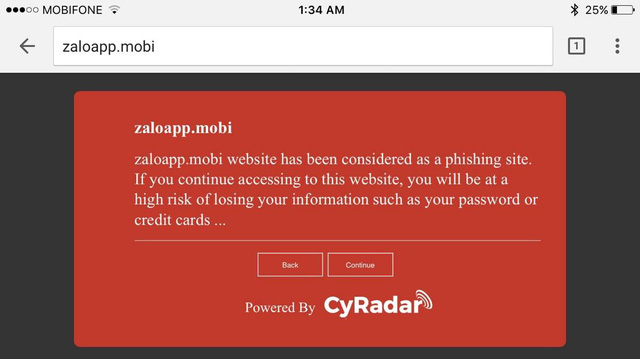 MOBIFONE 1:34 AM 25%
zaloapp.mobi 1
zaloapp.mobi
zaloapp.mobi website has been considered as a phishing site.
If you continue accessing to this website, you will be at a
high risk of losing your information such as your password or
credit cards ...
Back Continue
Powered By CyRadar